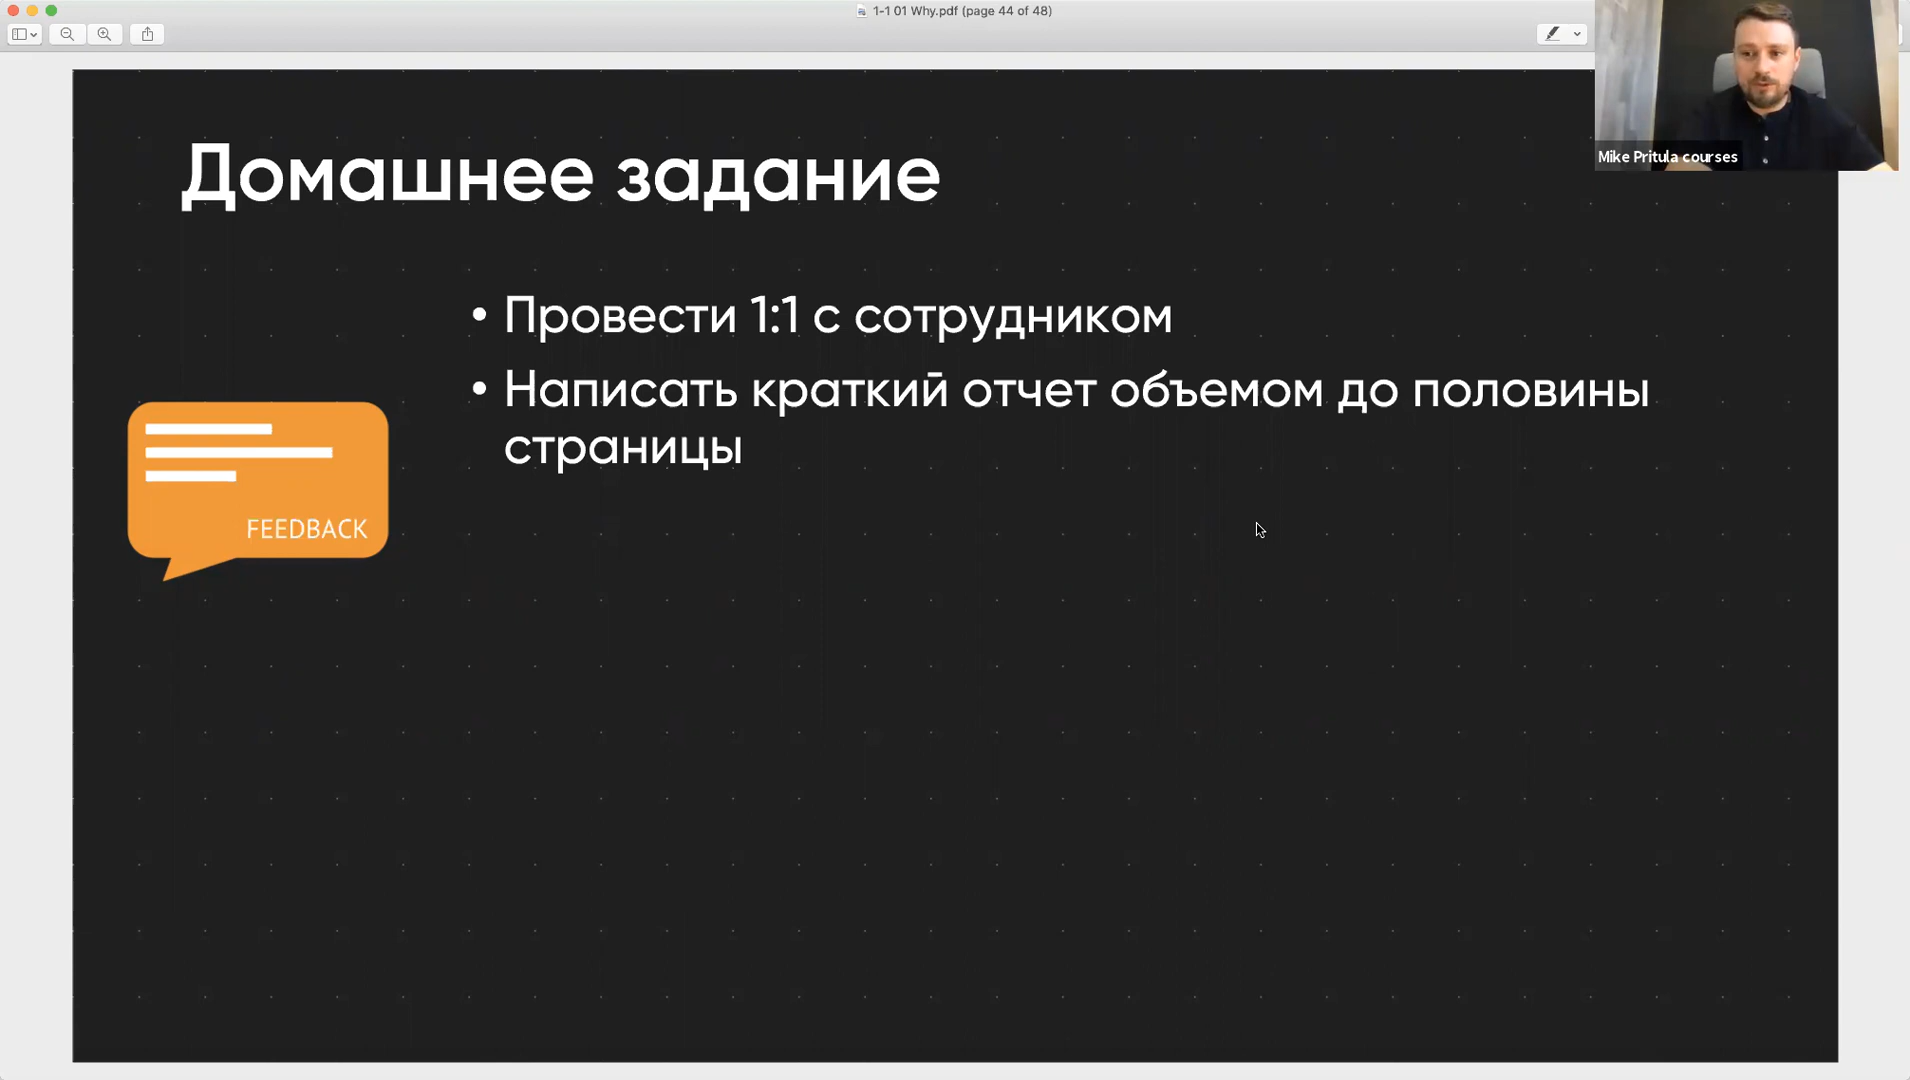 1-1 01 Why.pdf (page 44 of 48)
Mike Pritula courses
Домашнее задание
• Провести 1:1 с сотрудником
• Написать краткий отчет объемом до половины
страницы
FEEDBACK